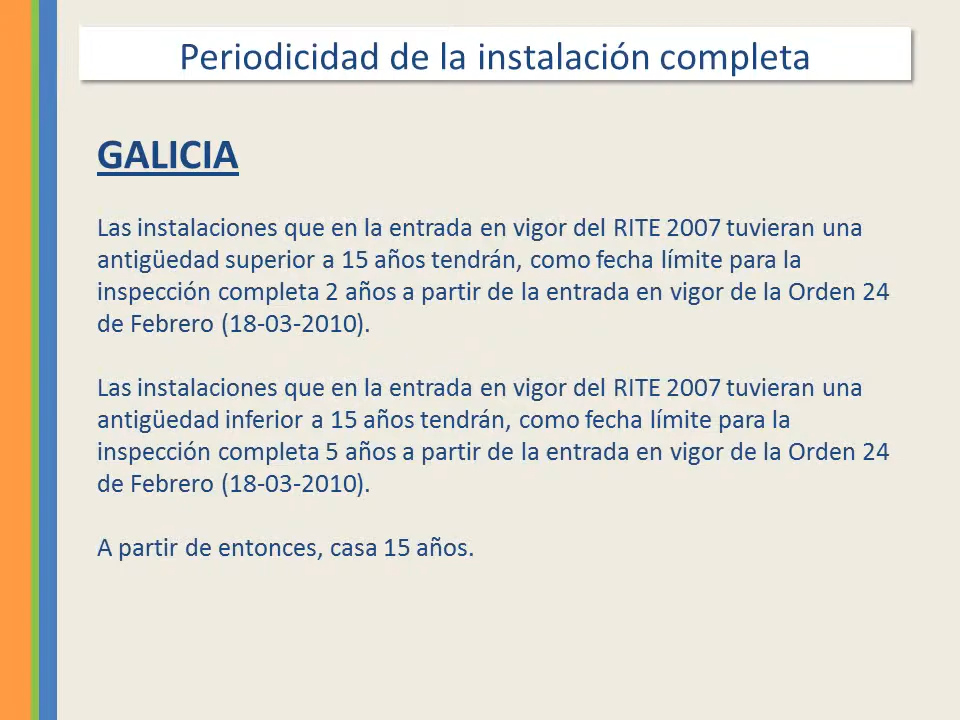 Periodicidad de la instalación completa
GALICIA
Las instalaciones que en la entrada en vigor del RITE 2007 tuvieran una
antigüedad superior a 15 años tendrán, como fecha límite para la
inspección completa 2 años a partir de la entrada en vigor de la Orden 24
de Febrero (18-03-2010).
Las instalaciones que en la entrada en vigor del RITE 2007 tuvieran una
antigüedad inferior a 15 años tendrán, como fecha límite para la
inspección completa 5 años a partir de la entrada en vigor de la Orden 24
de Febrero (18-03-2010).
A partir de entonces, casa 15 años.